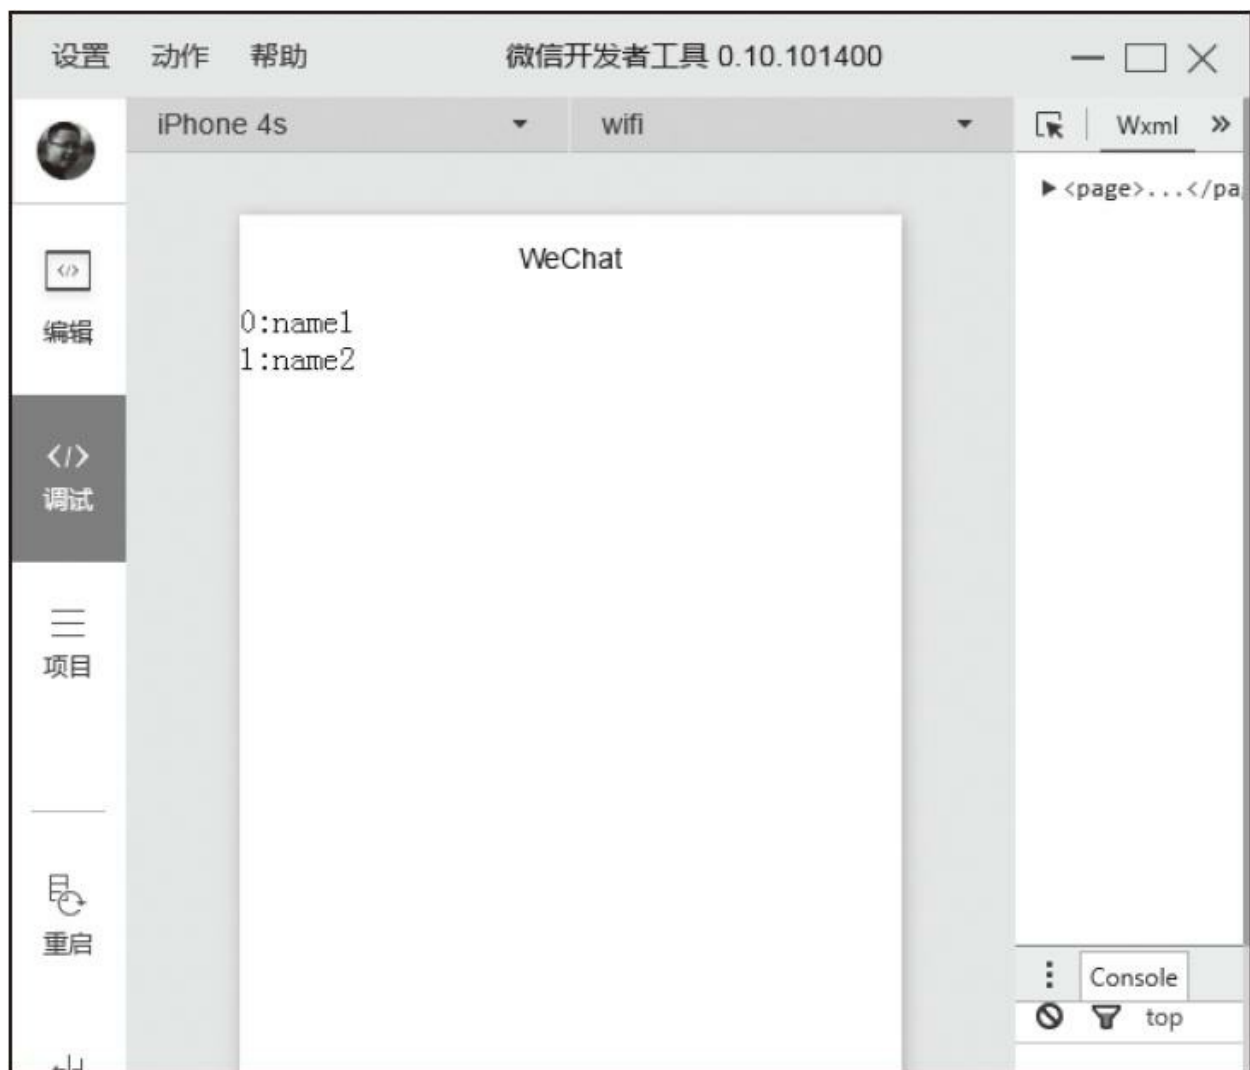 设置 动作 帮助 微信开发者工具 0.10.101400
iPhone 4s wifi Wxml »
<page>...</pa
WeChat
0:name1
1:name2
</>
编辑
</>
调试
项目
重启
Console
top